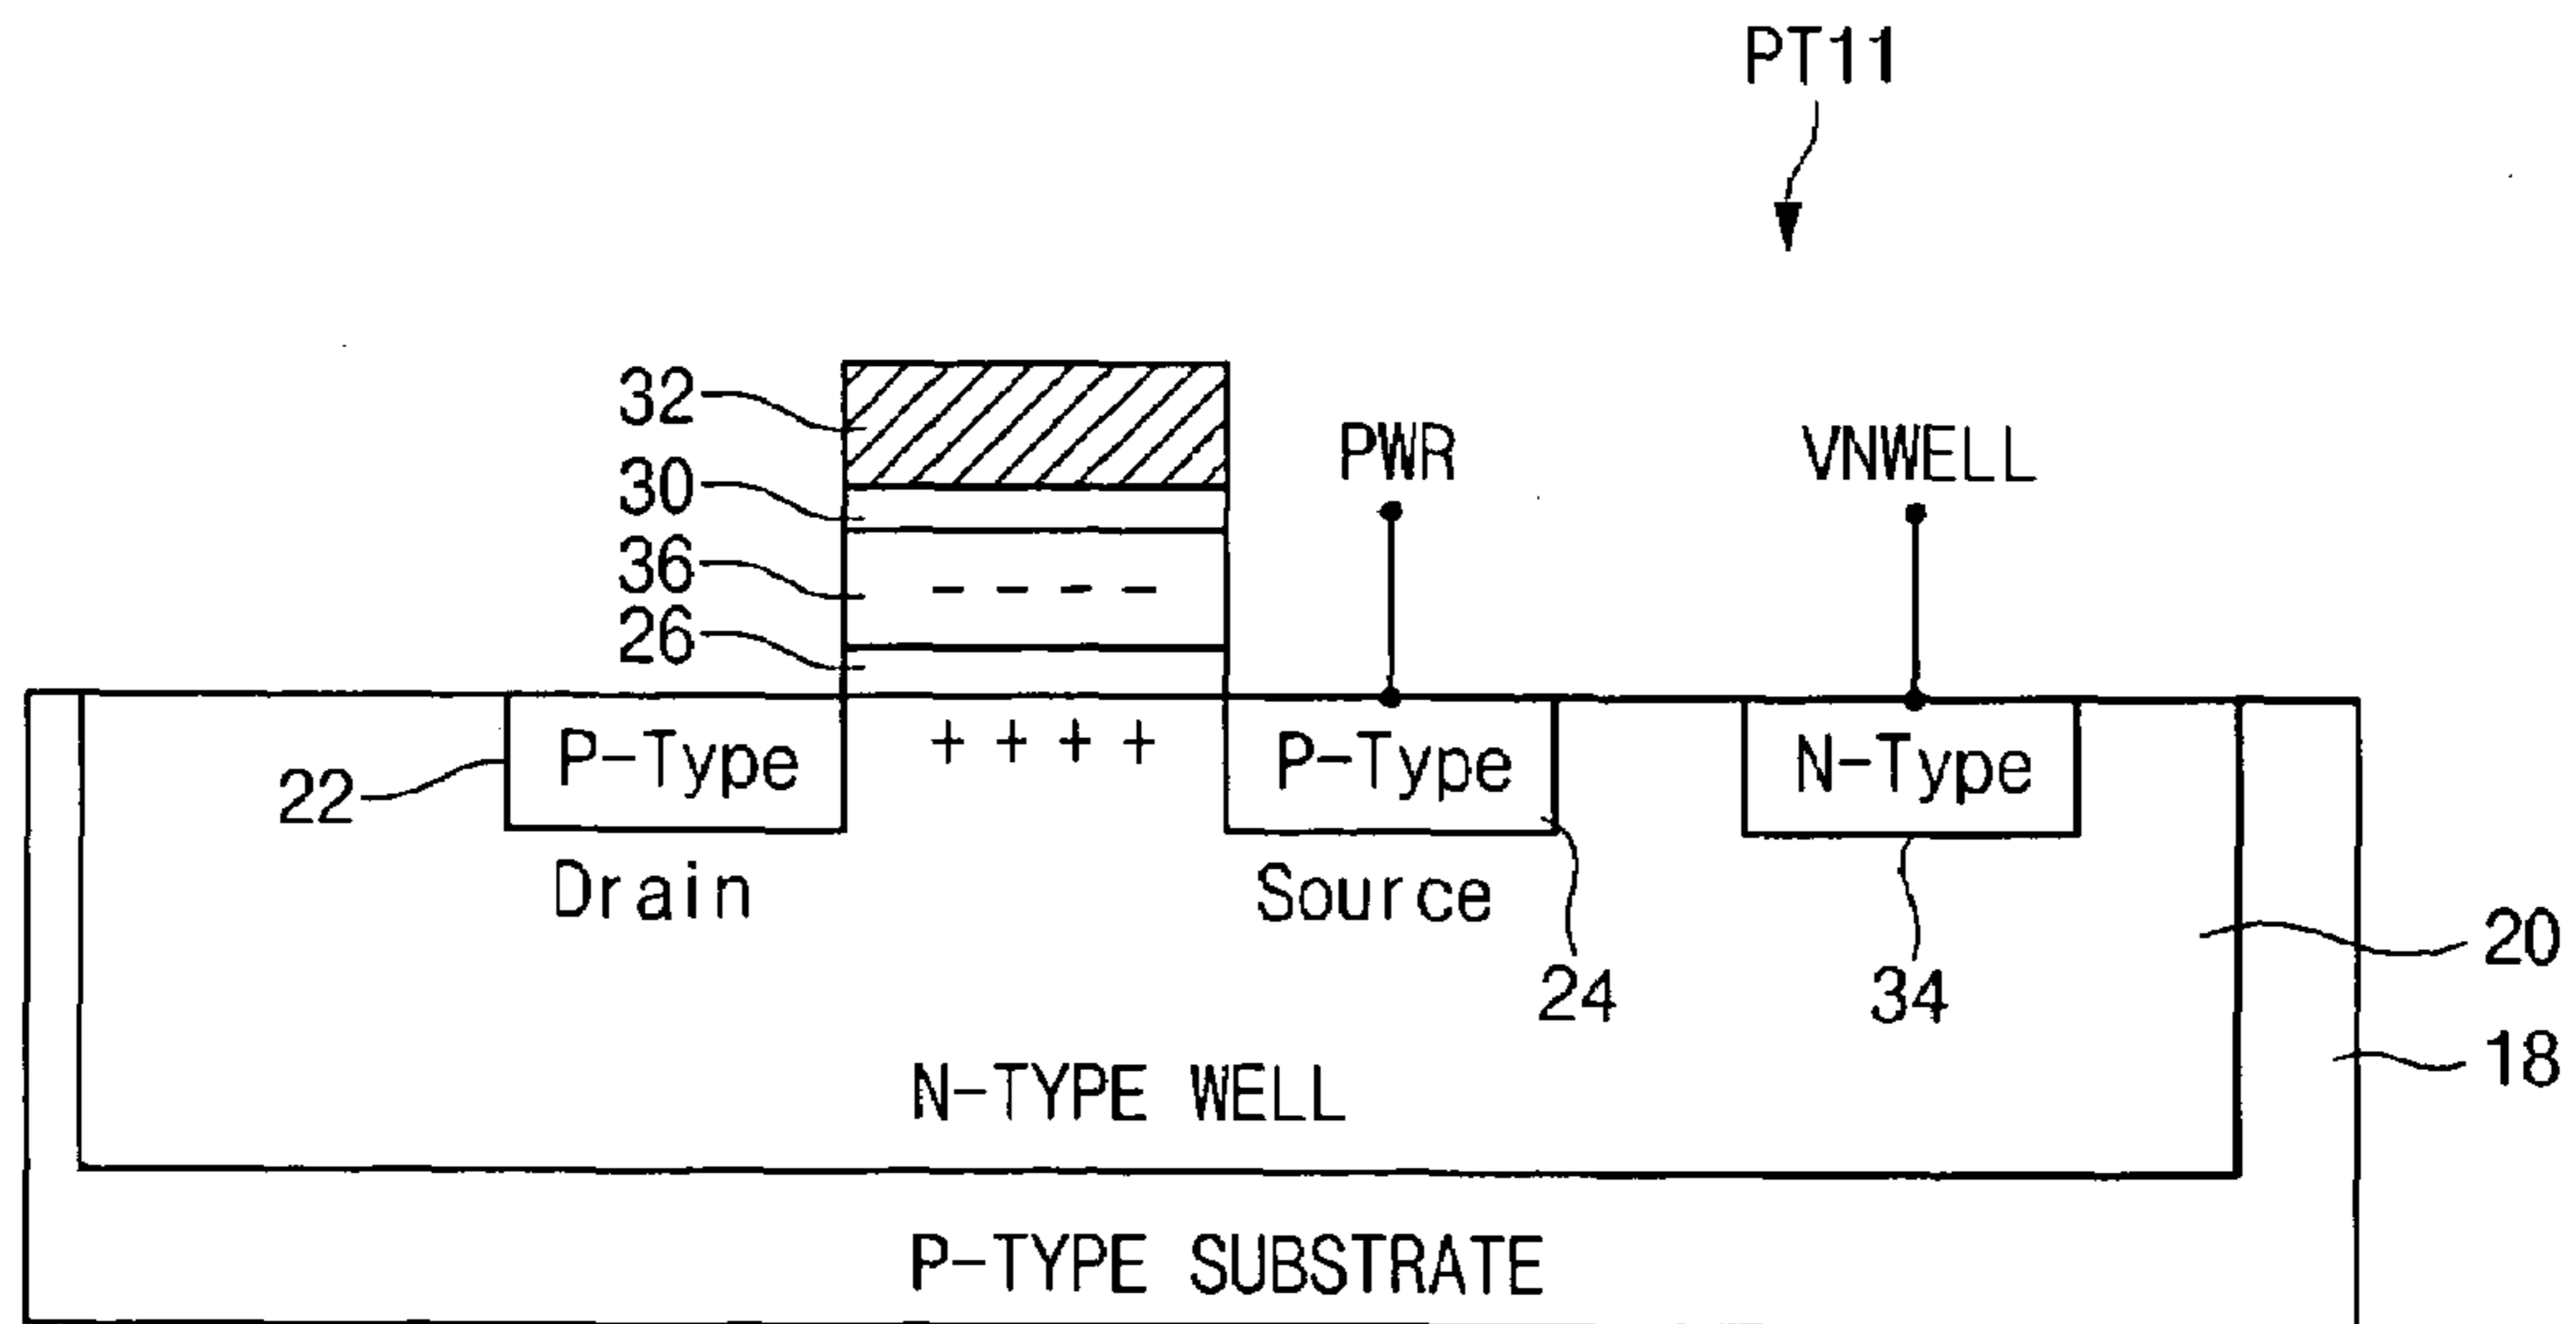 PT11
32
30
36
26
PWR
VNWELL
- - - -
+ + + +
22
P-Type
P-Type
N-Type
Drain
Source
24
34
20
18
N-TYPE WELL
P-TYPE SUBSTRATE